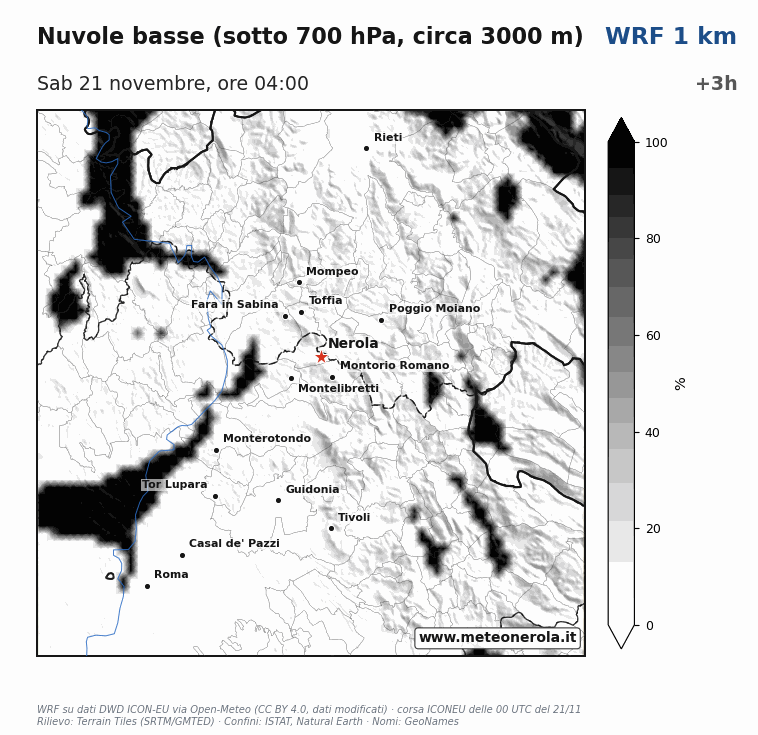 Nuvole basse (sotto 700 hPa, circa 3000 m) WRF 1 km
Sab 21 novembre, ore 04:00 +3h
Rieti
Mompeo
Fara in Sabina
Toffia
Poggio Moiano
Nerola
Montorio Romano
Montelibretti
Monterotondo
Tor Lupara
Guidonia
Tivoli
Casal de' Pazzi
Roma
www.meteonerola.it
100
80
60
40
20
0
%
WRF su dati DWD ICON-EU via Open-Meteo (CC BY 4.0, dati modificati) · corsa ICONEU delle 00 UTC del 21/11
Rilievo: Terrain Tiles (SRTM/GMTED) · Confini: ISTAT, Natural Earth · Nomi: GeoNames